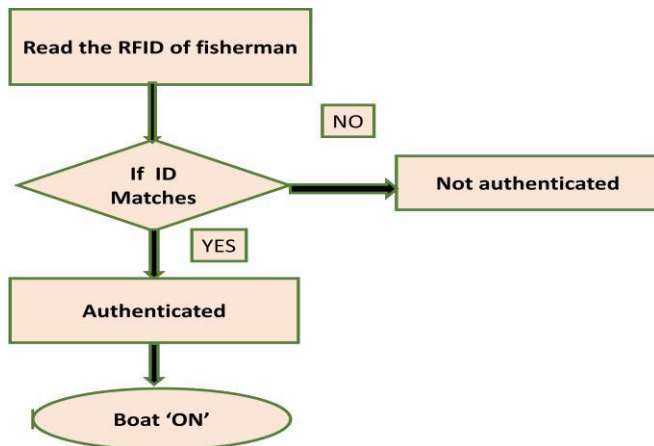 Read the RFID of fisherman
NO
If ID
Matches
Not authenticated
YES
Authenticated
Boat ‘ON’